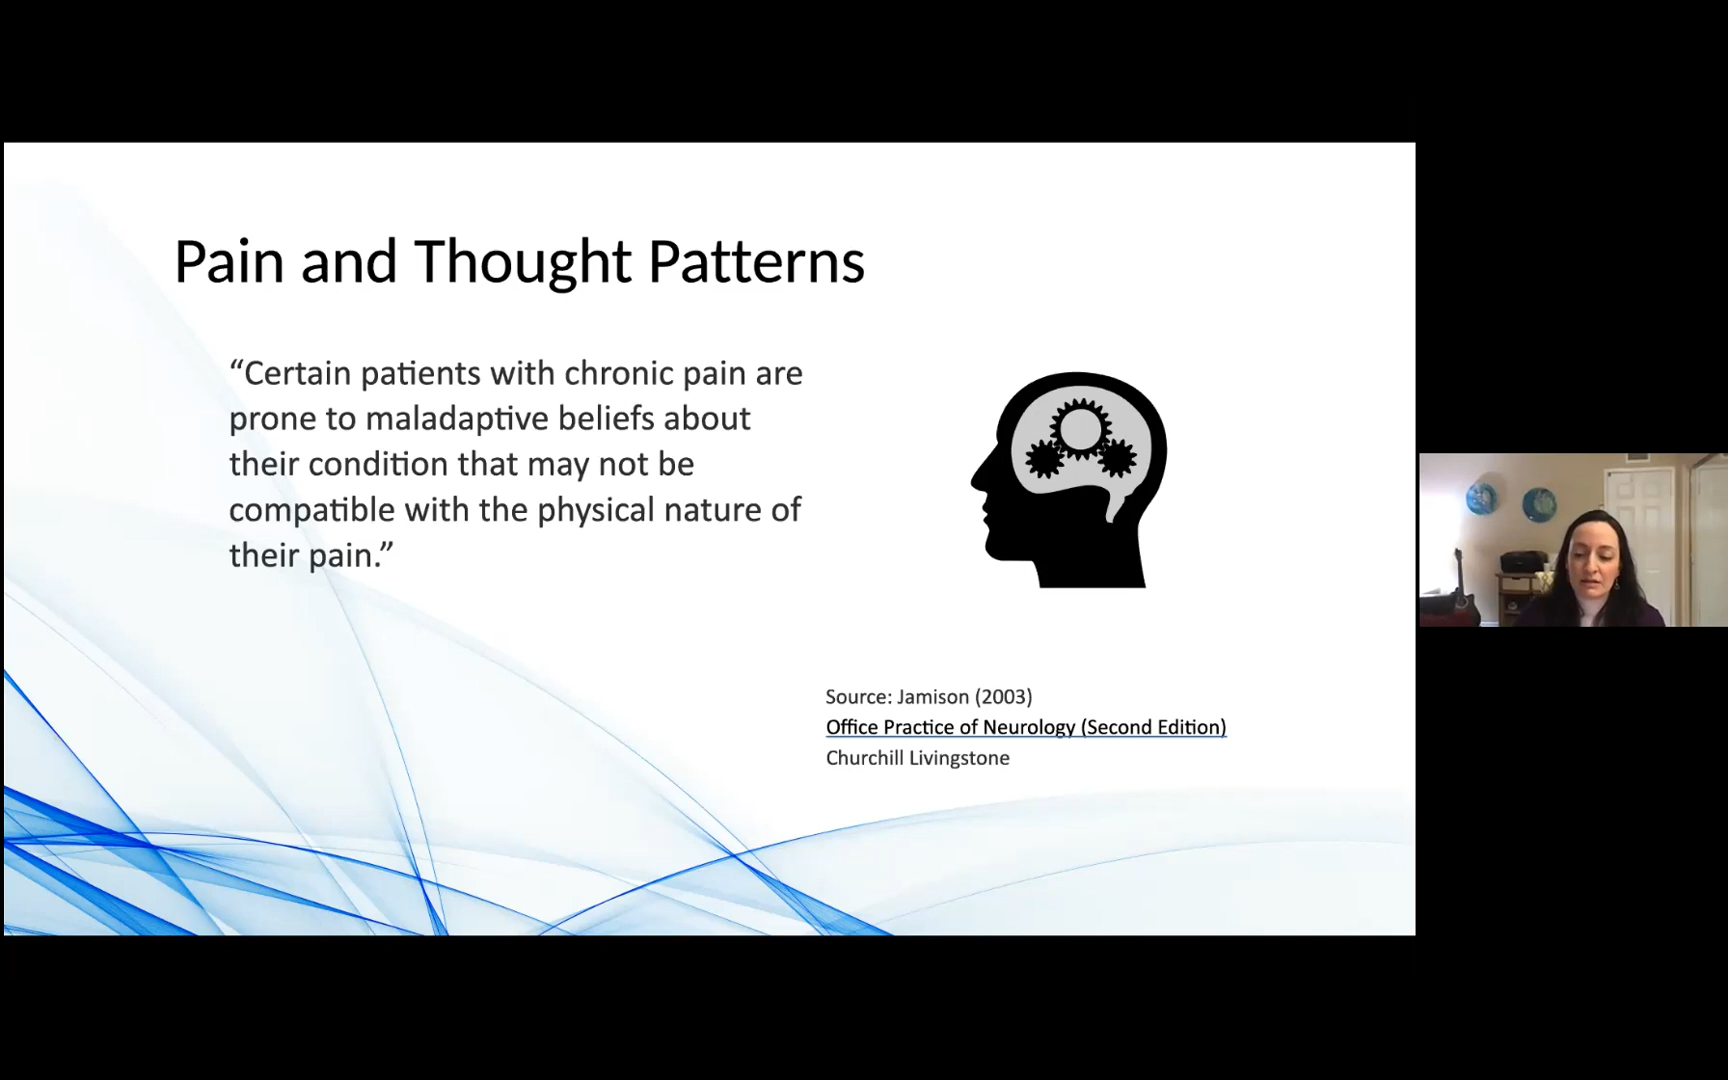 Pain and Thought Patterns
“Certain patients with chronic pain are
prone to maladaptive beliefs about
their condition that may not be
compatible with the physical nature of
their pain.”
Source: Jamison (2003)
Office Practice of Neurology (Second Edition)
Churchill Livingstone